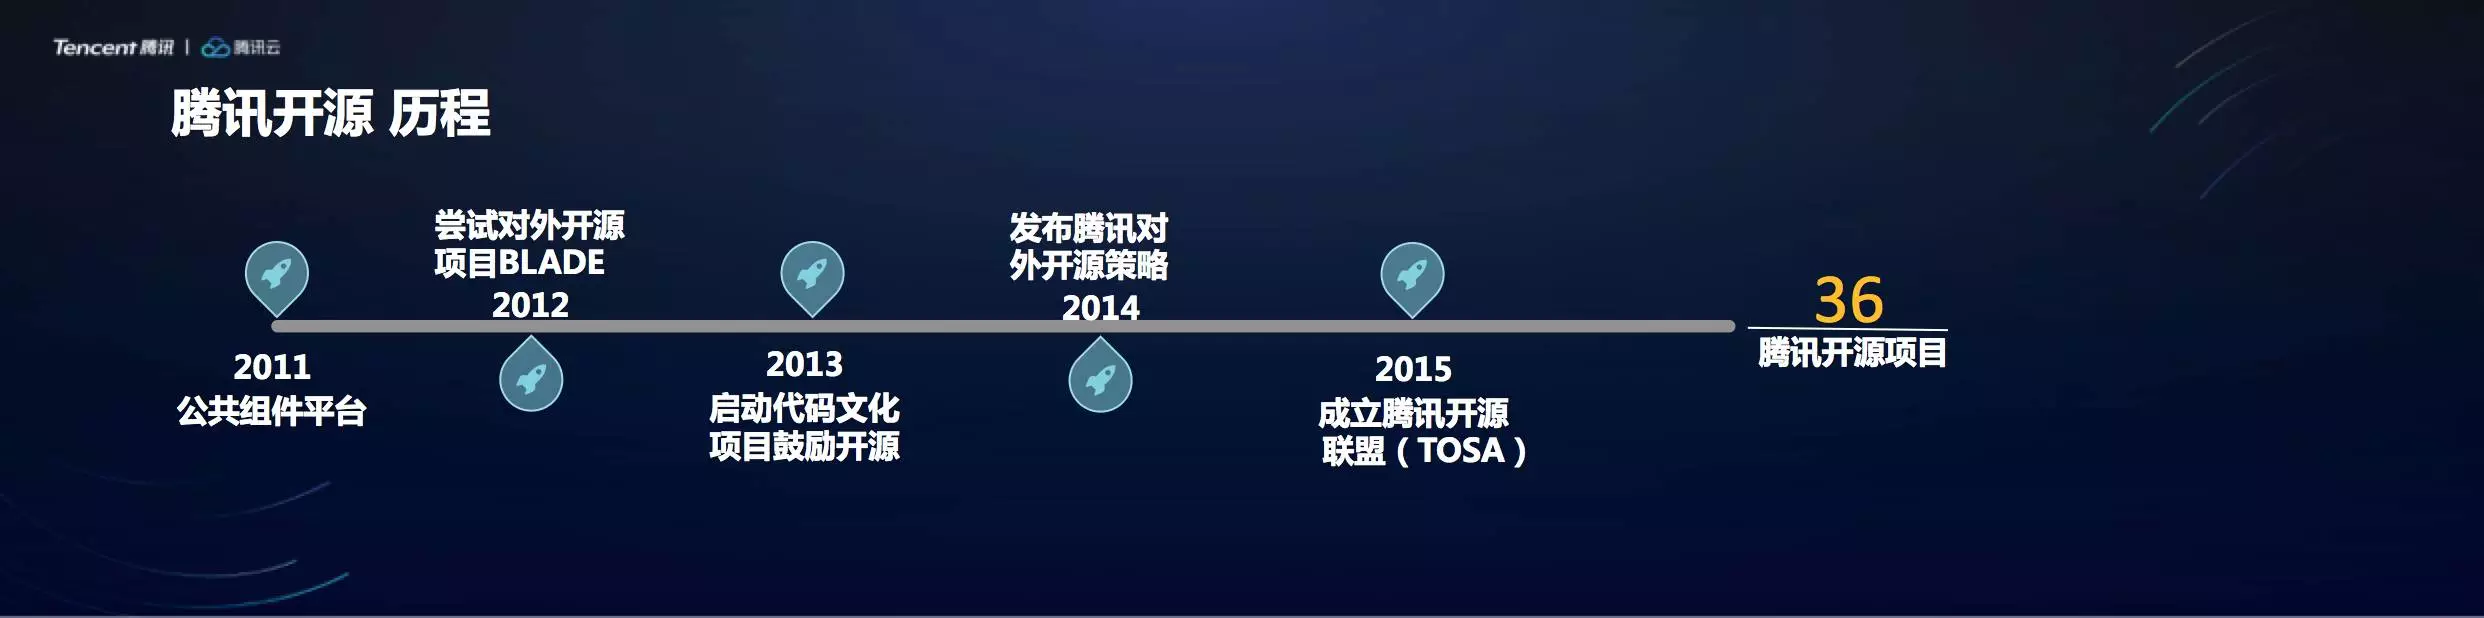 Tencent 腾讯 | 腾讯云
腾讯开源 历程
2011
公共组件平台
尝试对外开源
项目BLADE
2012
2013
启动代码文化
项目鼓励开源
发布腾讯对
外开源策略
2014
2015
成立腾讯开源
联盟（TOSA）
36
腾讯开源项目